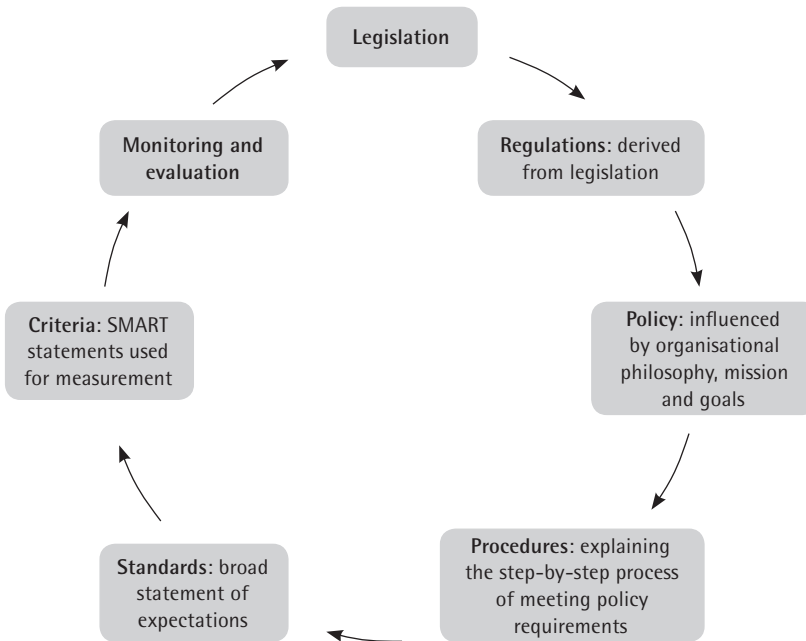 Legislation
Regulations: derived
from legislation
Policy: influenced
by organisational
philosophy, mission
and goals
Procedures: explaining
the step-by-step process
of meeting policy
requirements
Standards: broad
statement of
expectations
Criteria: SMART
statements used
for measurement
Monitoring and
evaluation